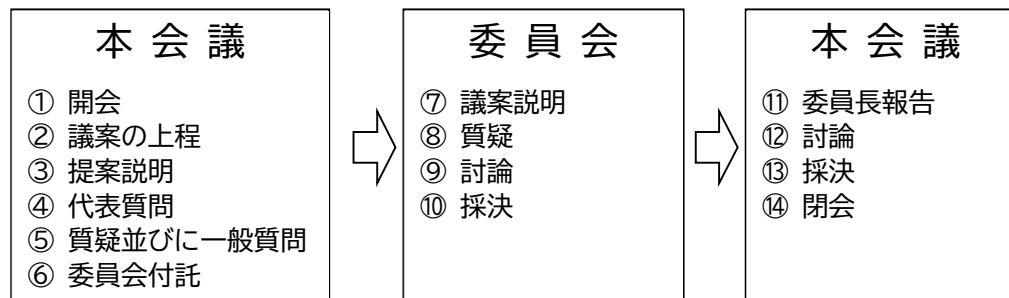 本会議
① 開会
② 議案の上程
③ 提案説明
④ 代表質問
⑤ 質疑並びに一般質問
⑥ 委員会付託
委員会
⑦ 議案説明
⑧ 質疑
⑨ 討論
⑩ 採決
本会議
⑪ 委員長報告
⑫ 討論
⑬ 採決
⑭ 閉会